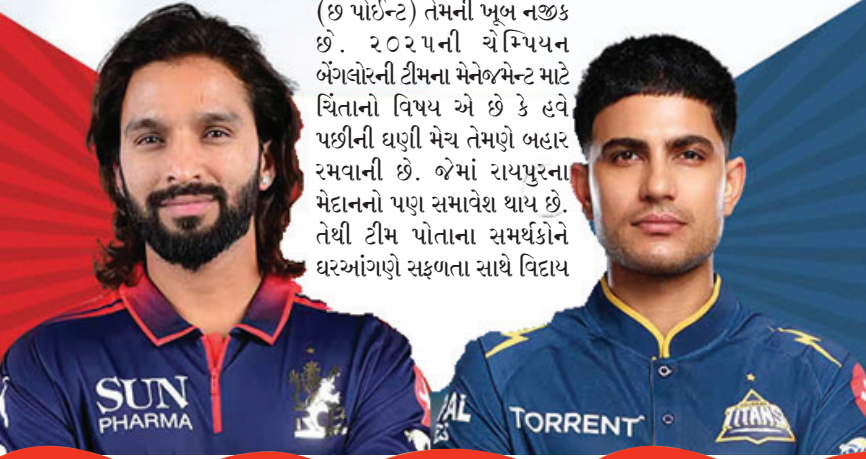 (છ પોઈન્ટ) તેમની ખૂબ નજીક
છે. ૨૦૨૫ની ચેમ્પિયન
બેંગલોરની ટીમના મેનેજમેન્ટ માટે
ચિંતાનો વિષય એ છે કે હવે
પછીની ઘણી મેચ તેમણે બહાર
રમવાની છે. જેમાં રાયપુરના
મેદાનનો પણ સમાવેશ થાય છે.
તેથી ટીમ પોતાના સમર્થકોને
ઘરઆંગણે સફળતા સાથે વિદાય
SUN
PHARMA
TORRENT
TITANS